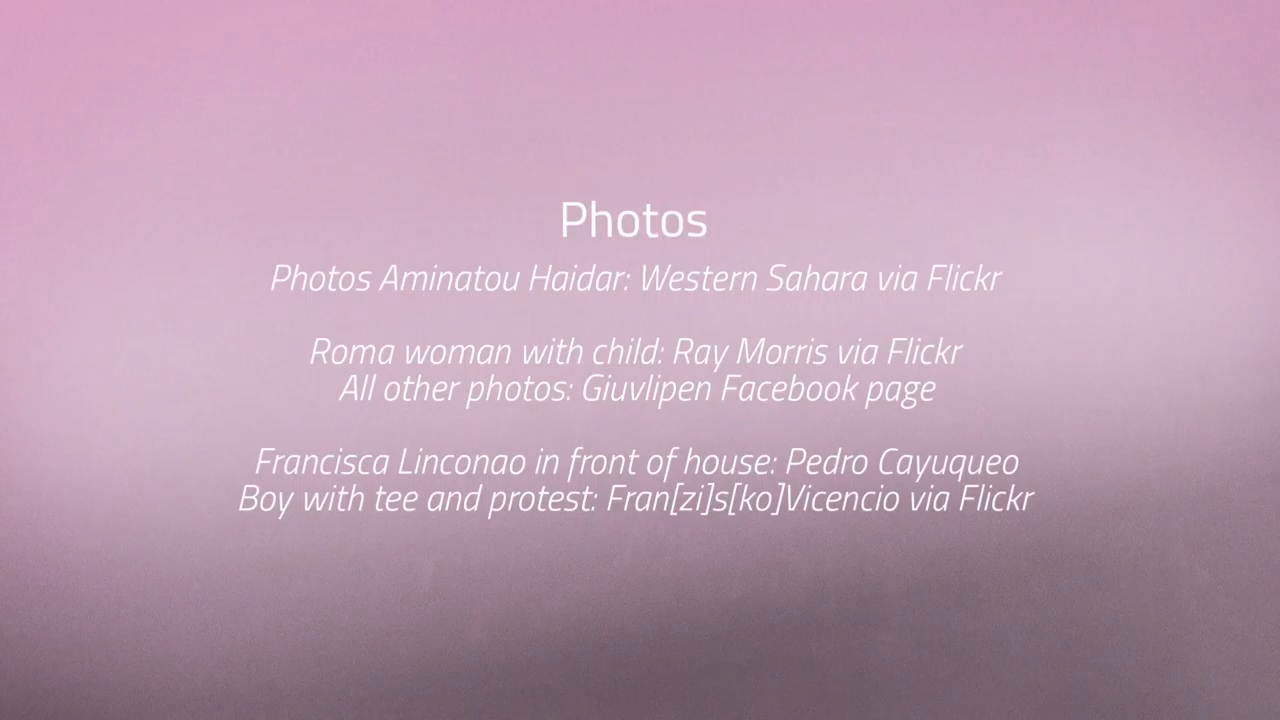 Photos
Photos Aminatou Haidar: Western Sahara via Flickr
Roma woman with child: Ray Morris via Flickr
All other photos: Giuvlipen Facebook page
Francisca Linconao in front of house: Pedro Cayuqueo
Boy with tee and protest: Fran[zi]s[ko]Vicencio via Flickr